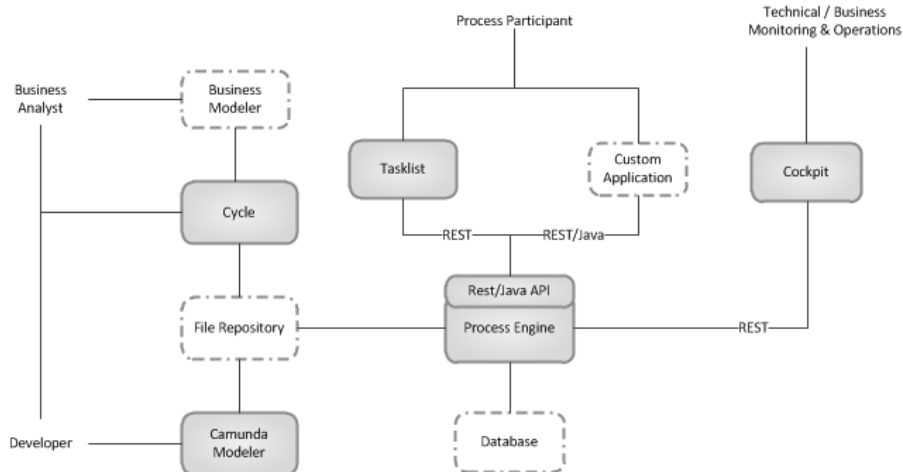 Process Participant
Technical / Business
Monitoring & Operations
Business
Analyst
Business
Modeler
Tasklist
Custom
Application
Cockpit
Cycle
REST
REST/Java
Rest/Java API
File Repository
Process Engine
REST
Developer
Camunda
Modeler
Database